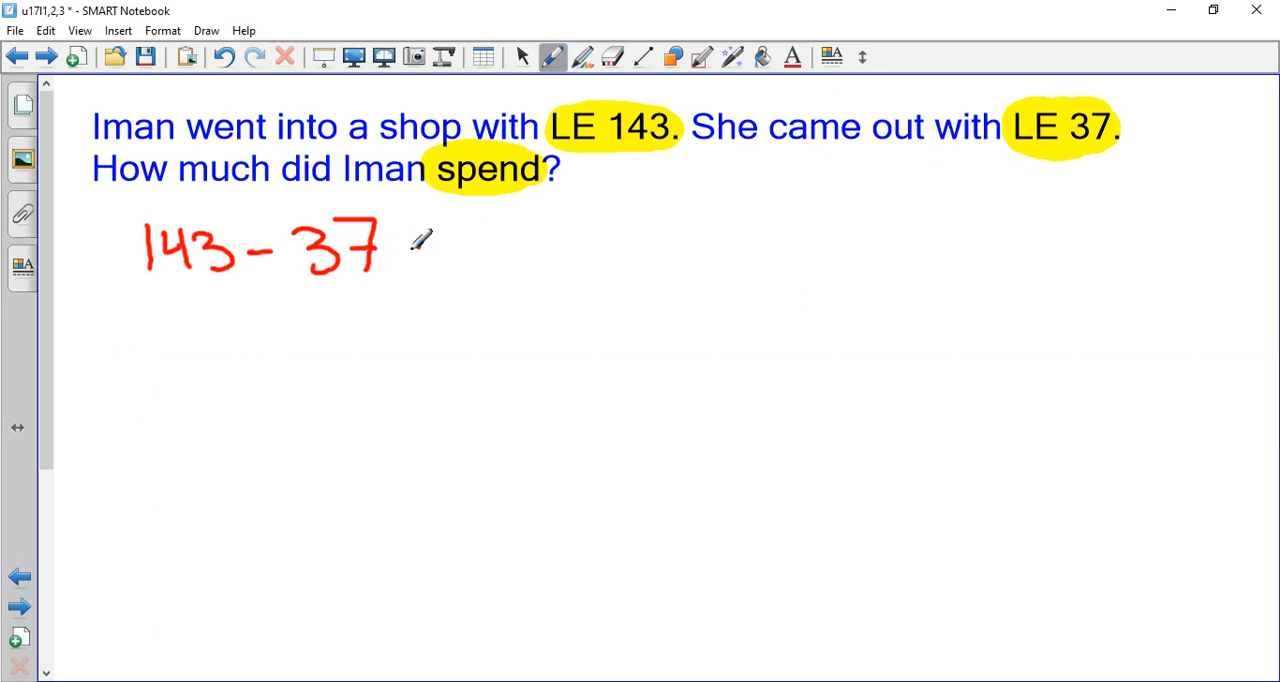 u17l1,2,3 * - SMART Notebook
File Edit View Insert Format Draw Help
Iman went into a shop with LE 143. She came out with LE 37.
How much did Iman spend?
143 - 37